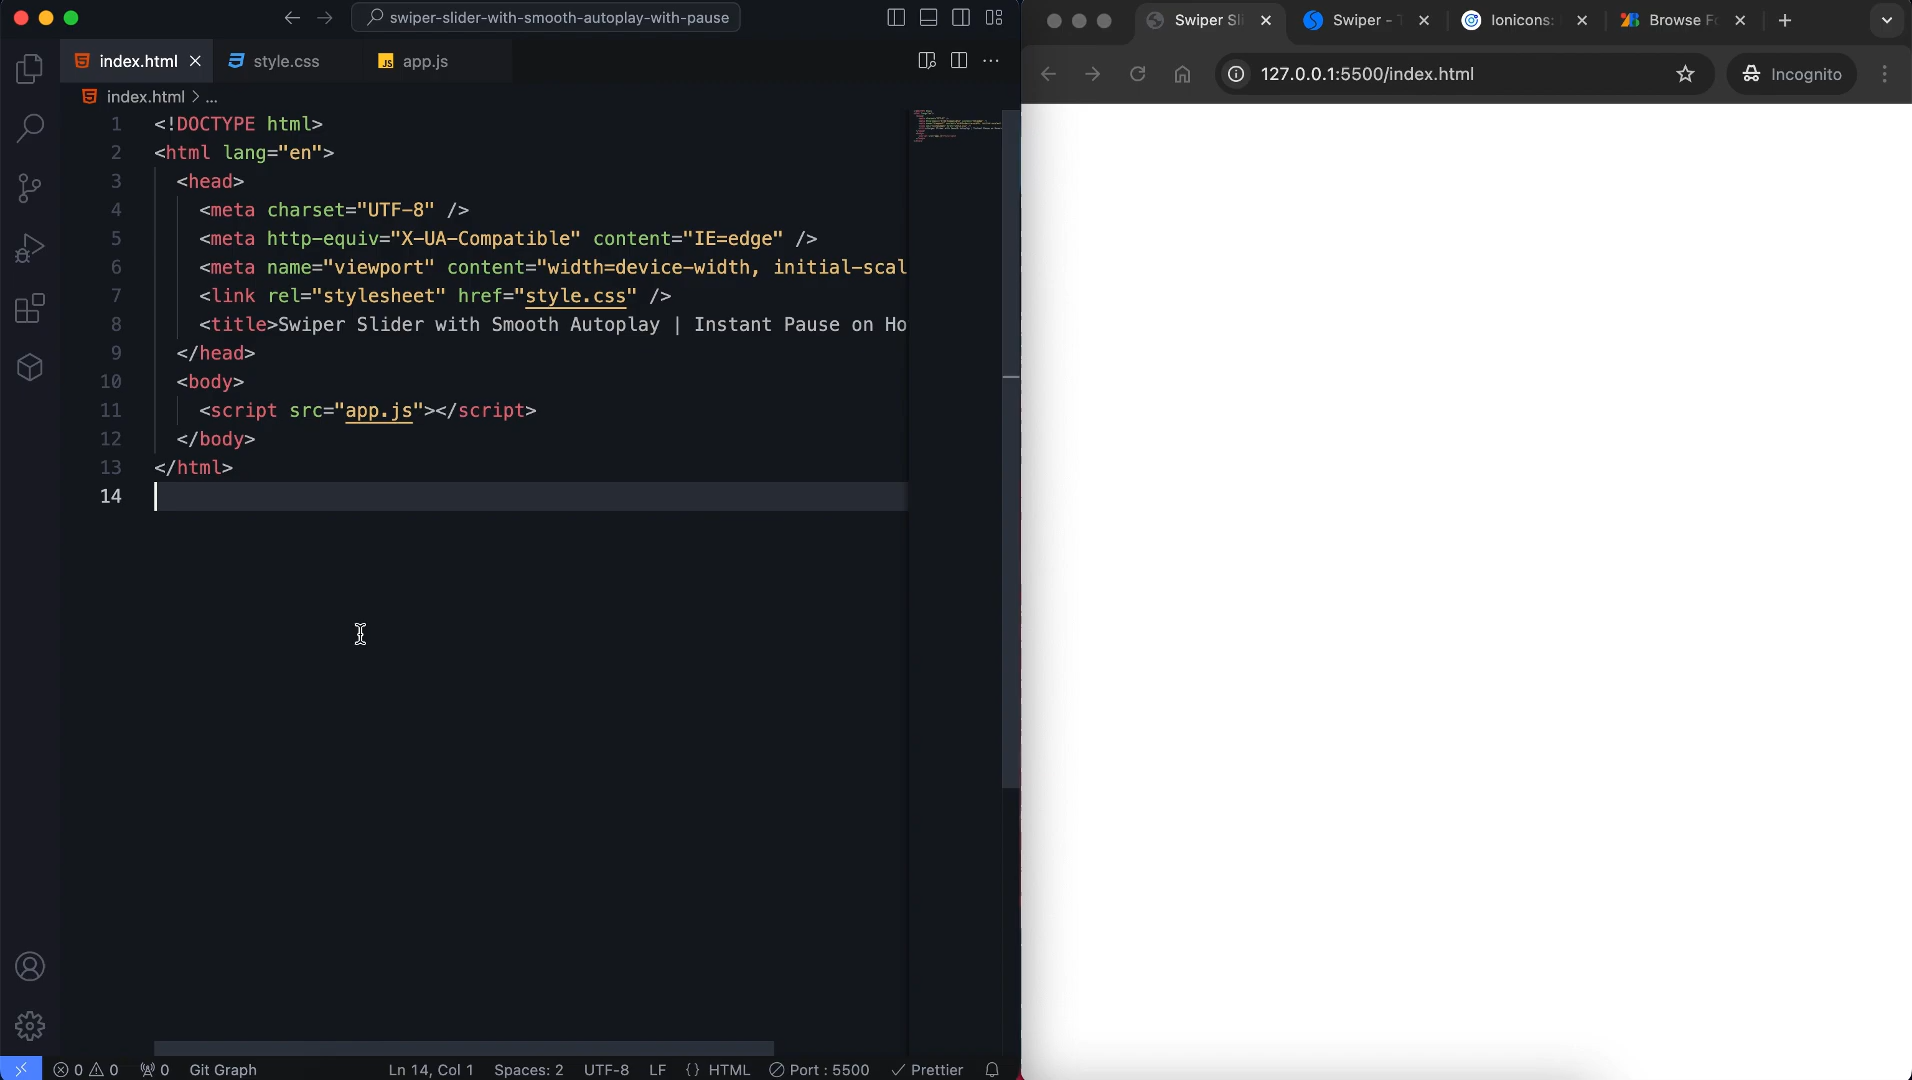 swiper-slider-with-smooth-autoplay-with-pause
index.html
style.css
JS app.js
index.html > ...
1 <!DOCTYPE html>
2 <html lang="en">
3 <head>
4 <meta charset="UTF-8" />
5 <meta http-equiv="X-UA-Compatible" content="IE=edge" />
6 <meta name="viewport" content="width=device-width, initial-scal
7 <link rel="stylesheet" href="style.css" />
8 <title>Swiper Slider with Smooth Autoplay | Instant Pause on Ho
9 </head>
10 <body>
11 <script src="app.js"></script>
12 </body>
13 </html>
14
0 0 0 Git Graph Ln 14, Col 1 Spaces: 2 UTF-8 LF {} HTML Port : 5500 Prettier
Swiper Sli
Swiper -
Ionicons:
Browse Fo
127.0.0.1:5500/index.html
Incognito